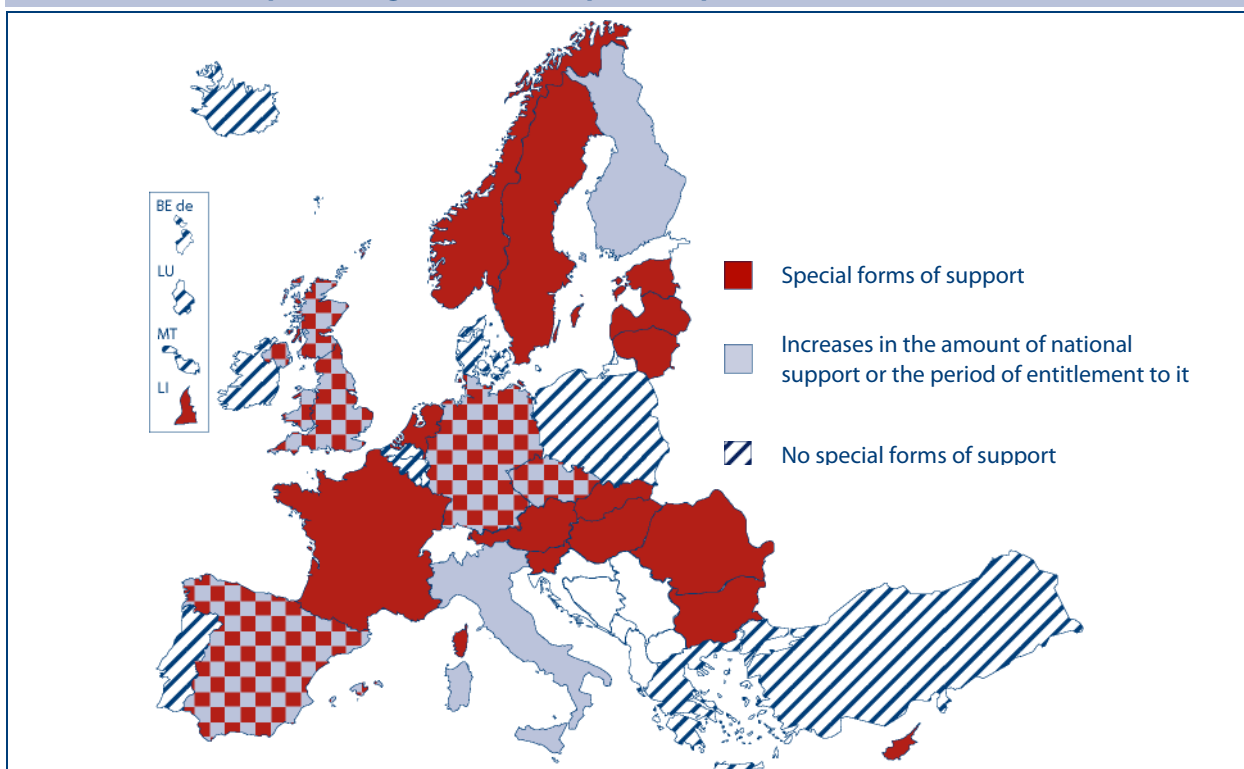 BE de
LU
MT
LI
Special forms of support
Increases in the amount of national
support or the period of entitlement to it
No special forms of support